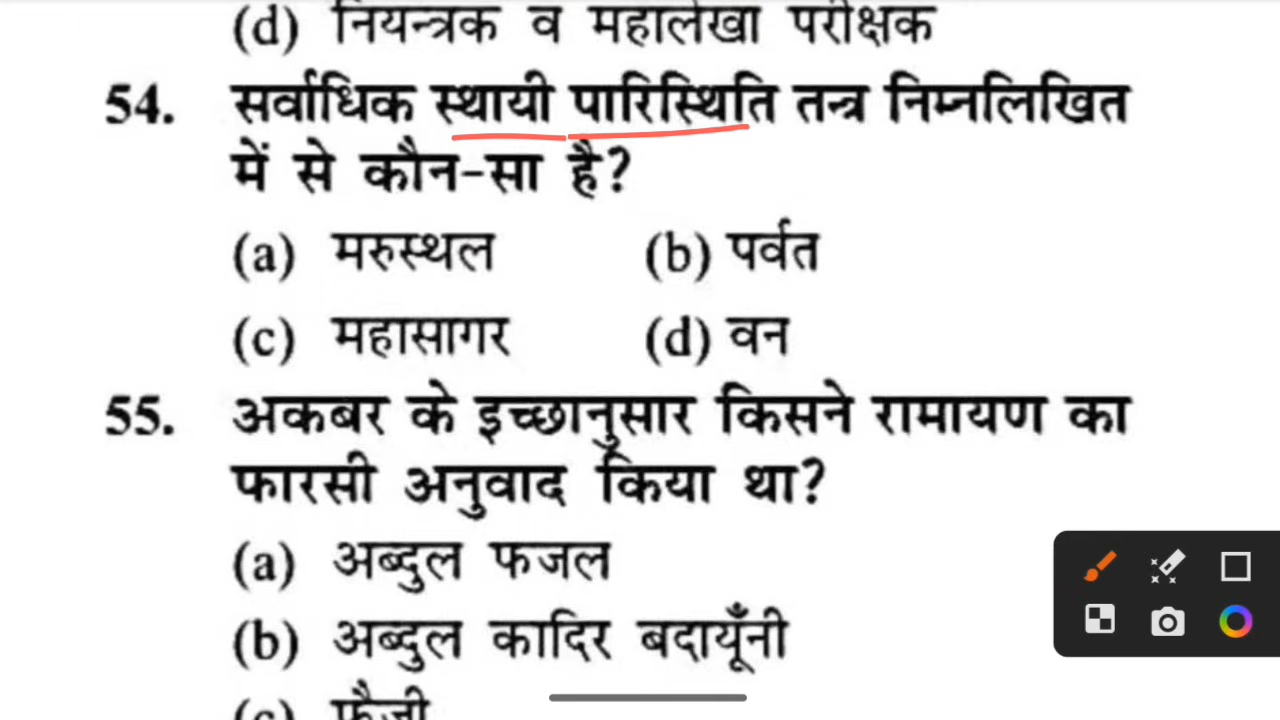 (d) नियन्त्रक व महालेखा परीक्षक
54. सर्वाधिक स्थायी पारिस्थिति तन्त्र निम्नलिखित
में से कौन-सा है?
(a) मरुस्थल (b) पर्वत
(c) महासागर (d) वन
55. अकबर के इच्छानुसार किसने रामायण का
फारसी अनुवाद किया था?
(a) अब्दुल फजल
(b) अब्दुल कादिर बदायूँनी
(c) फैजी